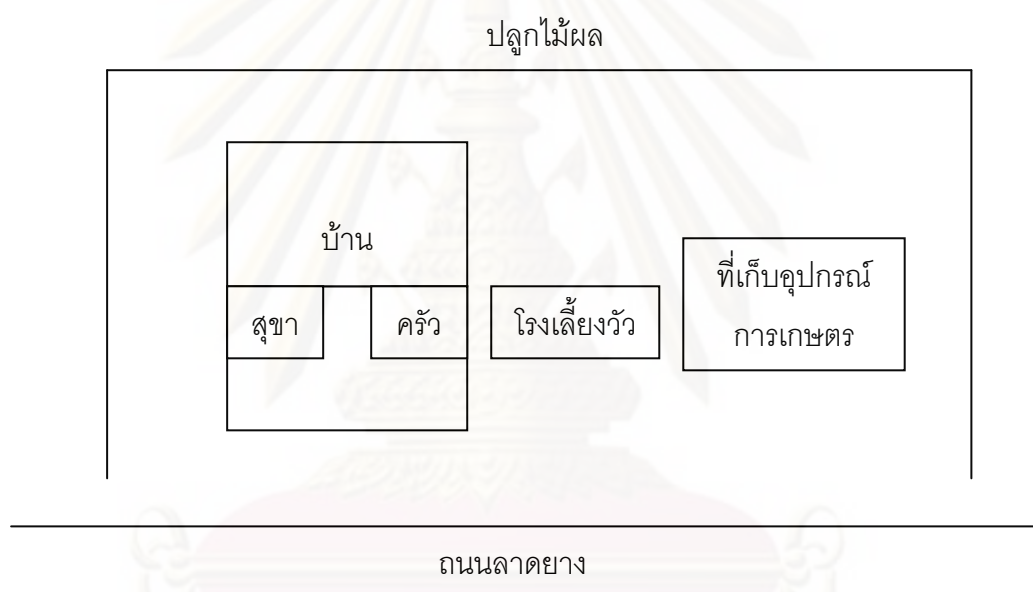 ปลูกไม้ผล
บ้าน
สุขา
ครัว
โรงเลี้ยงวัว
ที่เก็บอุปกรณ์
การเกษตร
ถนนลาดยาง